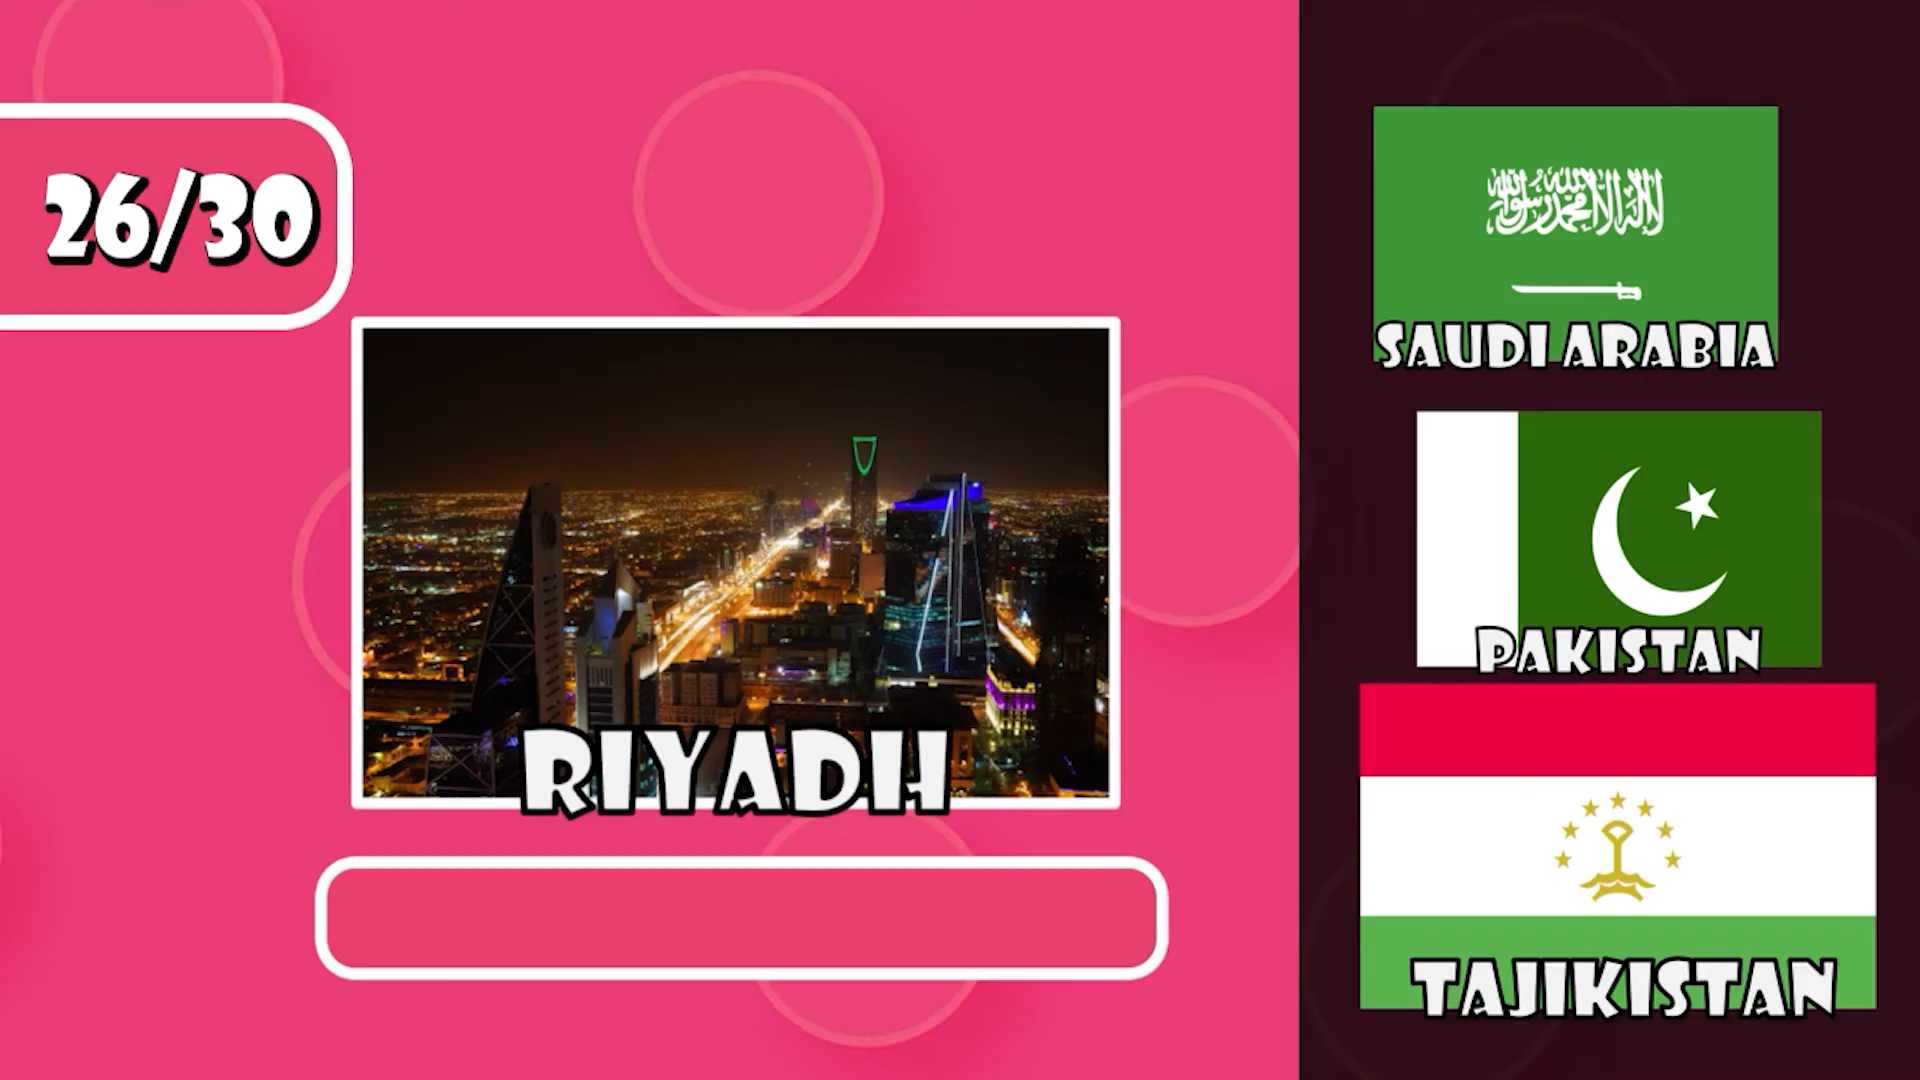 26/30
RIYADH
لا إله إلا الله محمد رسول الله
SAUDI ARABIA
PAKISTAN
TAJIKISTAN